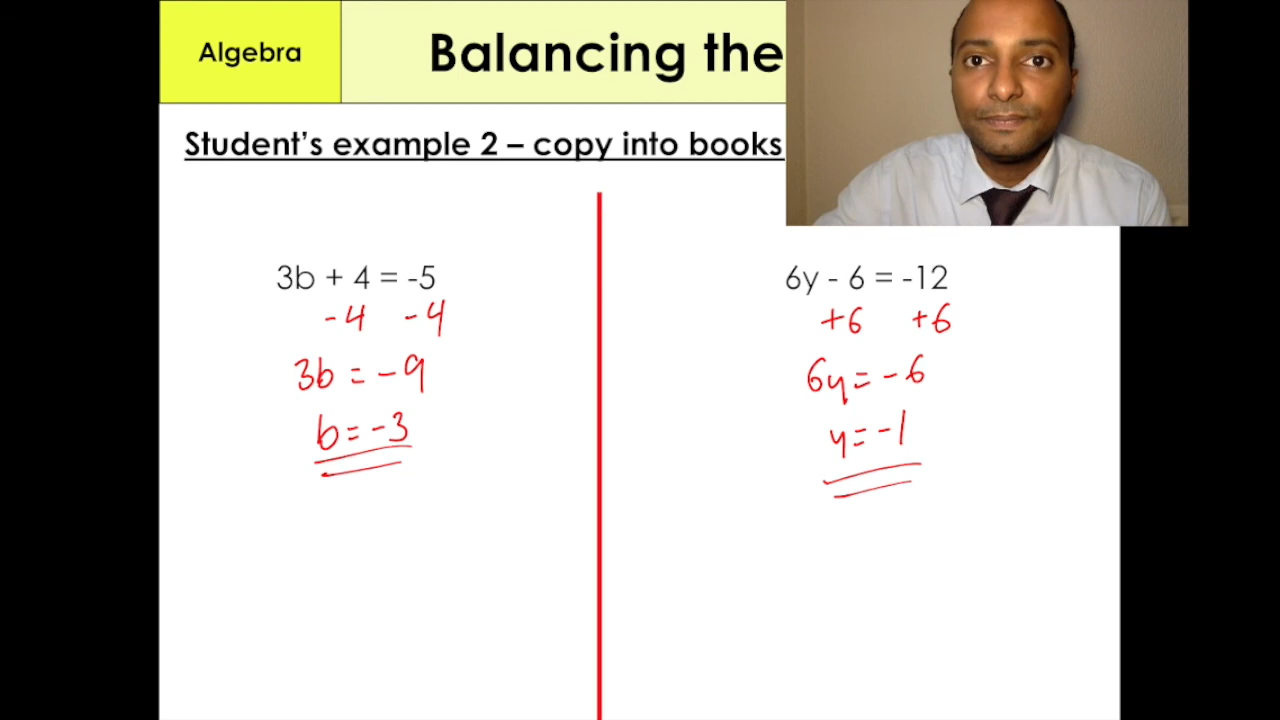 Algebra
Balancing the
Student's example 2 – copy into books
3b + 4 = -5
-4 -4
3b = -9
b = -3
6y - 6 = -12
+6 +6
6y = -6
y = -1